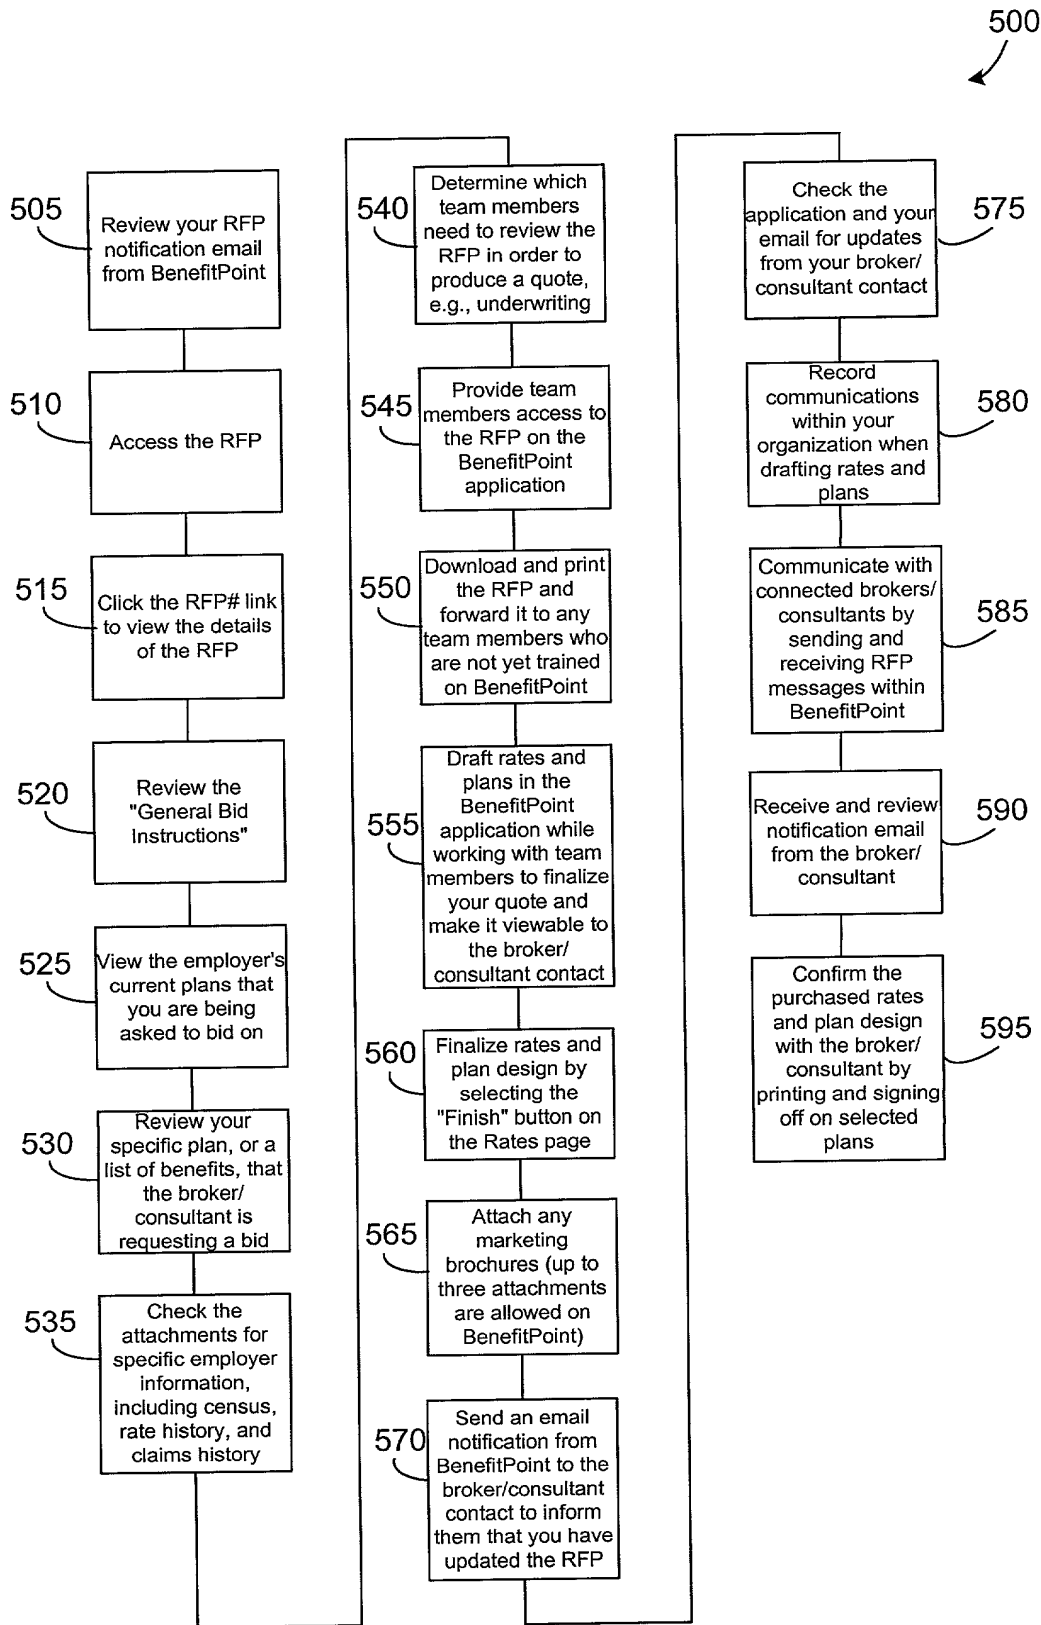 500
505
Review your RFP
notification email
from BenefitPoint
510
Access the RFP
515
Click the RFP# link
to view the details
of the RFP
520
Review the
"General Bid
Instructions"
525
View the employer's
current plans that
you are being
asked to bid on
530
Review your
specific plan, or a
list of benefits, that
the broker/
consultant is
requesting a bid
535
Check the
attachments for
specific employer
information,
including census,
rate history, and
claims history
540
Determine which
team members
need to review the
RFP in order to
produce a quote,
e.g., underwriting
545
Provide team
members access to
the RFP on the
BenefitPoint
application
550
Download and print
the RFP and
forward it to any
team members who
are not yet trained
on BenefitPoint
555
Draft rates and
plans in the
BenefitPoint
application while
working with team
members to finalize
your quote and
make it viewable to
the broker/
consultant contact
560
Finalize rates and
plan design by
selecting the
"Finish" button on
the Rates page
565
Attach any
marketing
brochures (up to
three attachments
are allowed on
BenefitPoint)
570
Send an email
notification from
BenefitPoint to the
broker/consultant
contact to inform
them that you have
updated the RFP
575
Check the
application and your
email for updates
from your broker/
consultant contact
580
Record
communications
within your
organization when
drafting rates and
plans
585
Communicate with
connected brokers/
consultants by
sending and
receiving RFP
messages within
BenefitPoint
590
Receive and review
notification email
from the broker/
consultant
595
Confirm the
purchased rates
and plan design
with the broker/
consultant by
printing and signing
off on selected
plans